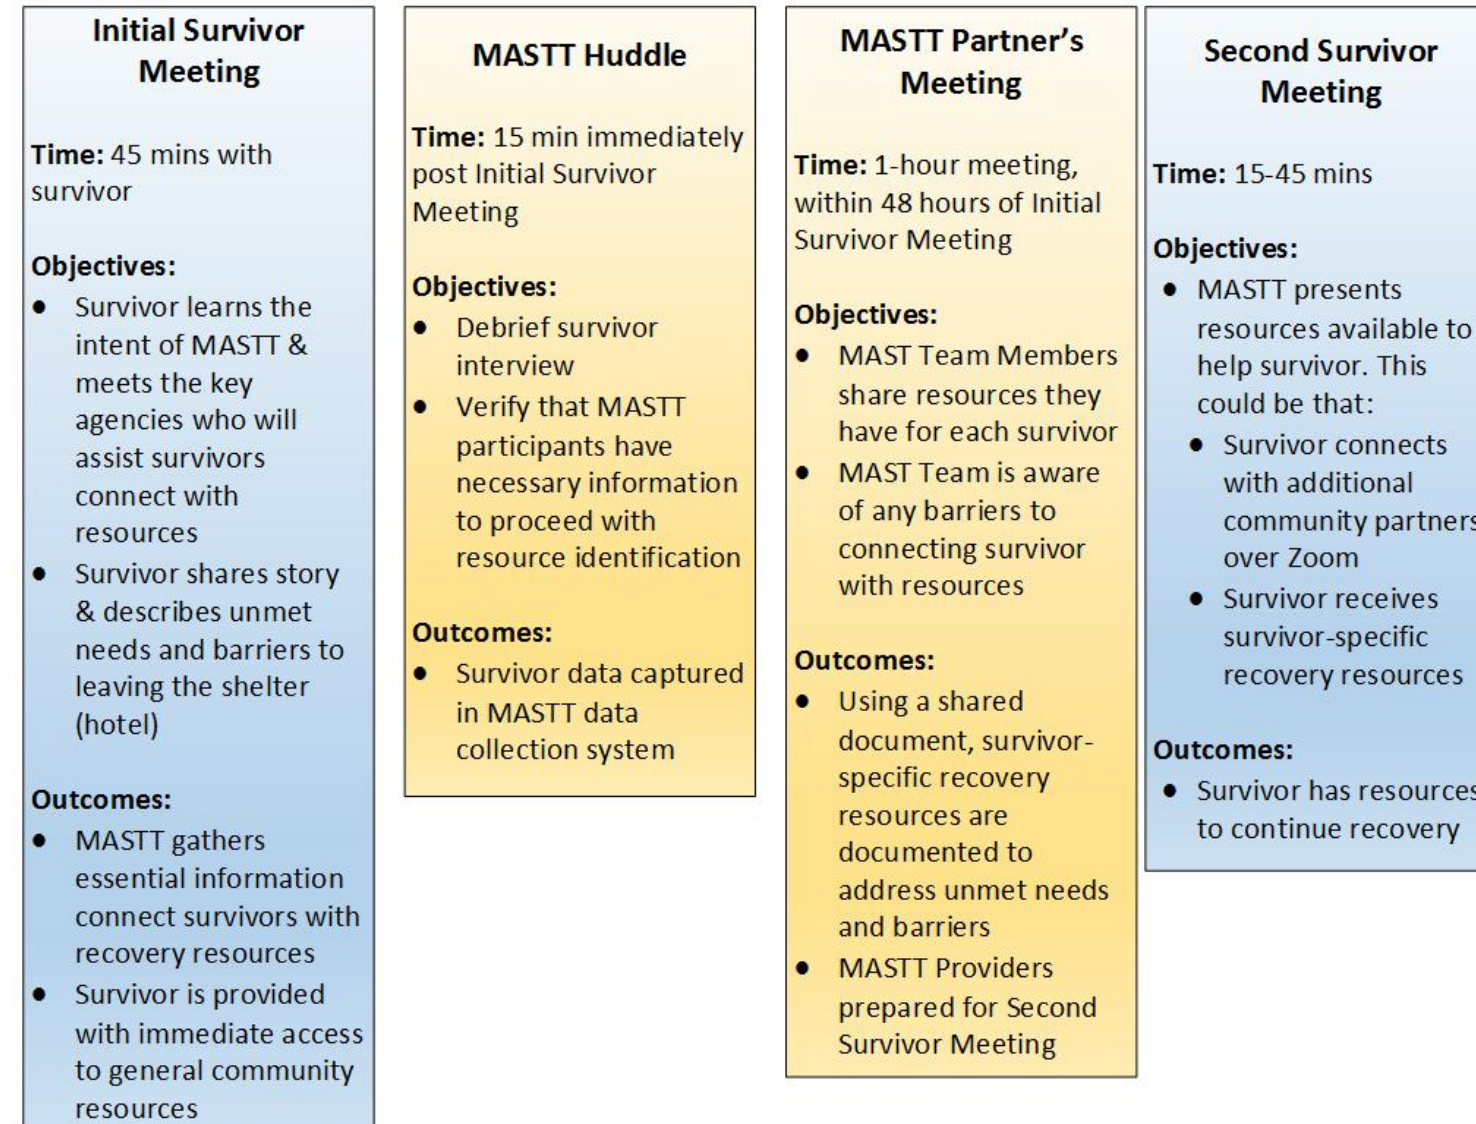 Initial Survivor
Meeting
Time: 45 mins with
survivor
Objectives:
● Survivor learns the
intent of MASTT &
meets the key
agencies who will
assist survivors
connect with
resources
● Survivor shares story
& describes unmet
needs and barriers to
leaving the shelter
(hotel)
Outcomes:
● MASTT gathers
essential information
connect survivors with
recovery resources
● Survivor is provided
with immediate access
to general community
resources
MASTT Huddle
Time: 15 min immediately
post Initial Survivor
Meeting
Objectives:
● Debrief survivor
interview
● Verify that MASTT
participants have
necessary information
to proceed with
resource identification
Outcomes:
● Survivor data captured
in MASTT data
collection system
MASTT Partner’s
Meeting
Time: 1-hour meeting,
within 48 hours of Initial
Survivor Meeting
Objectives:
● MAST Team Members
share resources they
have for each survivor
● MAST Team is aware
of any barriers to
connecting survivor
with resources
Outcomes:
● Using a shared
document, survivor-
specific recovery
resources are
documented to
address unmet needs
and barriers
● MASTT Providers
prepared for Second
Survivor Meeting
Second Survivor
Meeting
Time: 15-45 mins
Objectives:
● MASTT presents
resources available to
help survivor. This
could be that:
● Survivor connects
with additional
community partners
over Zoom
● Survivor receives
survivor-specific
recovery resources
Outcomes:
● Survivor has resources
to continue recovery